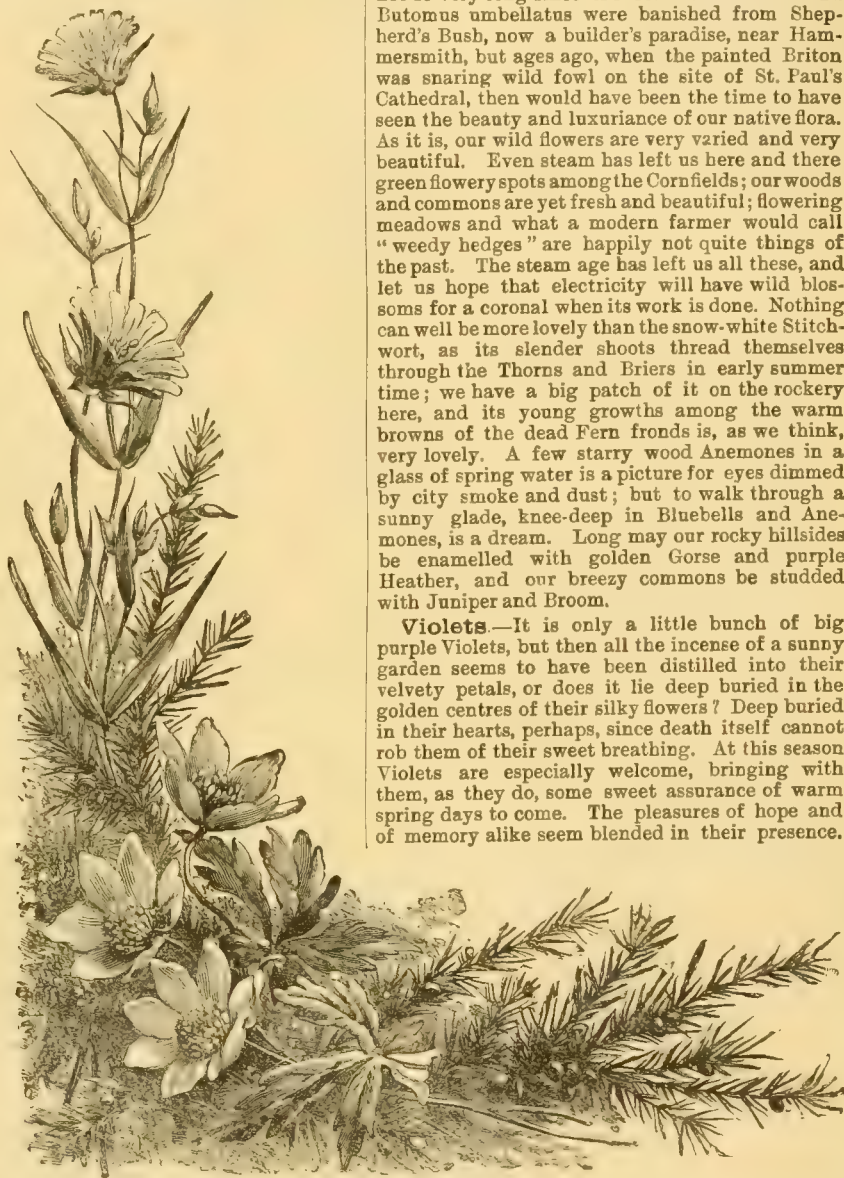 Butomus umbellatus were banished from Shep-
herd's Bush, now a builder's paradise, near Ham-
mersmith, but ages ago, when the painted Briton
was snaring wild fowl on the site of St. Paul's
Cathedral, then would have been the time to have
seen the beauty and luxuriance of our native flora.
As it is, our wild flowers are very varied and very
beautiful. Even steam has left us here and there
green flowery spots among the Cornfields; our woods
and commons are yet fresh and beautiful; flowering
meadows and what a modern farmer would call
"weedy hedges" are happily not quite things of
the past. The steam age has left us all these, and
let us hope that electricity will have wild blos-
soms for a coronal when its work is done. Nothing
can well be more lovely than the snow-white Stitch-
wort, as its slender shoots thread themselves
through the Thorns and Briers in early summer
time; we have a big patch of it on the rockery
here, and its young growths among the warm
browns of the dead Fern fronds is, as we think,
very lovely. A few starry wood Anemones in a
glass of spring water is a picture for eyes dimmed
by city smoke and dust; but to walk through a
sunny glade, knee-deep in Bluebells and Ane-
mones, is a dream. Long may our rocky hillsides
be enamelled with golden Gorse and purple
Heather, and our breezy commons be studded
with Juniper and Broom.
Violets.—It is only a little bunch of big
purple Violets, but then all the incense of a sunny
garden seems to have been distilled into their
velvety petals, or does it lie deep buried in the
golden centres of their silky flowers? Deep buried
in their hearts, perhaps, since death itself cannot
rob them of their sweet breathing. At this season
Violets are especially welcome, bringing with
them, as they do, some sweet assurance of warm
spring days to come. The pleasures of hope and
of memory alike seem blended in their presence.